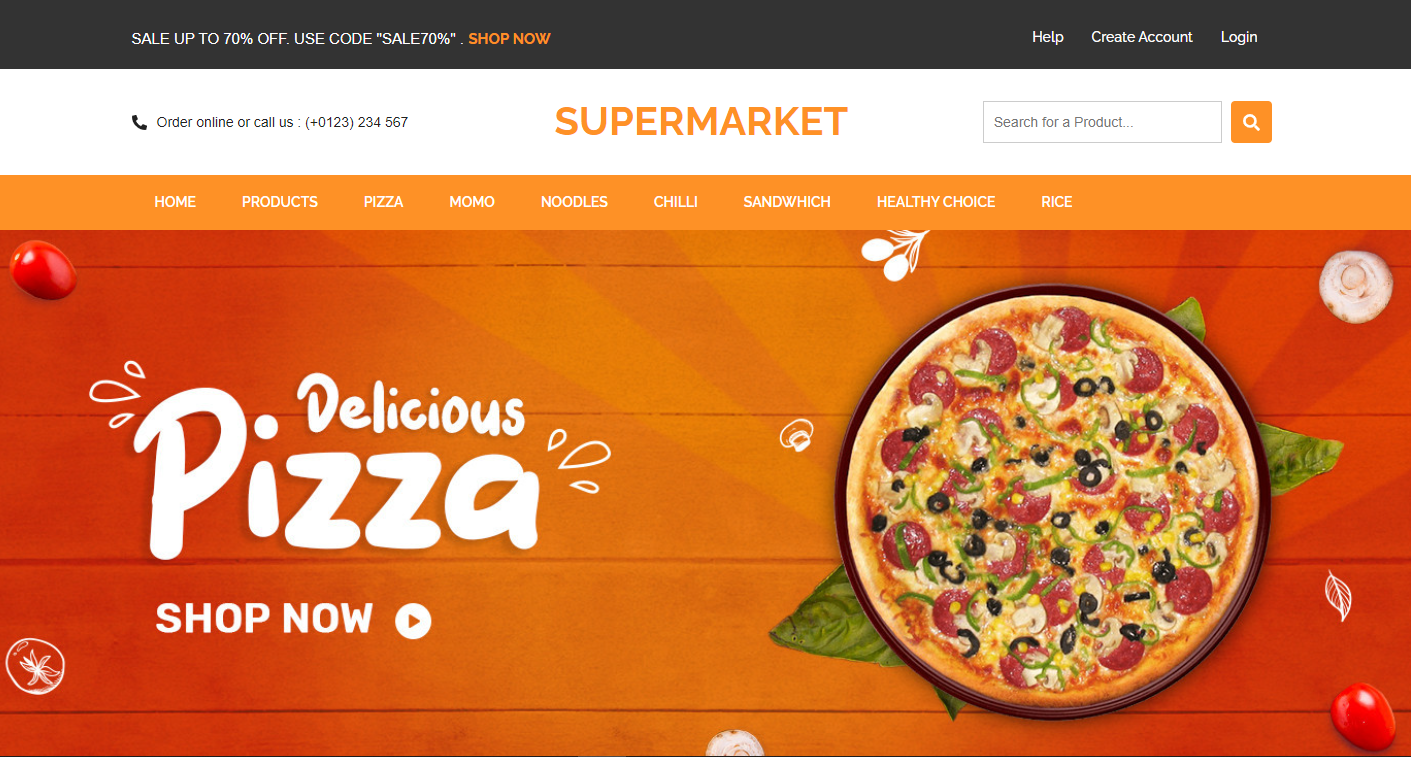 SALE UP TO 70% OFF. USE CODE "SALE70%" . SHOP NOW
Help Create Account Login
Order online or call us : (+0123) 234 567
SUPERMARKET
Search for a Product...
HOME PRODUCTS PIZZA MOMO NOODLES CHILLI SANDWHICH HEALTHY CHOICE RICE
Delicious
Pizza
SHOP NOW